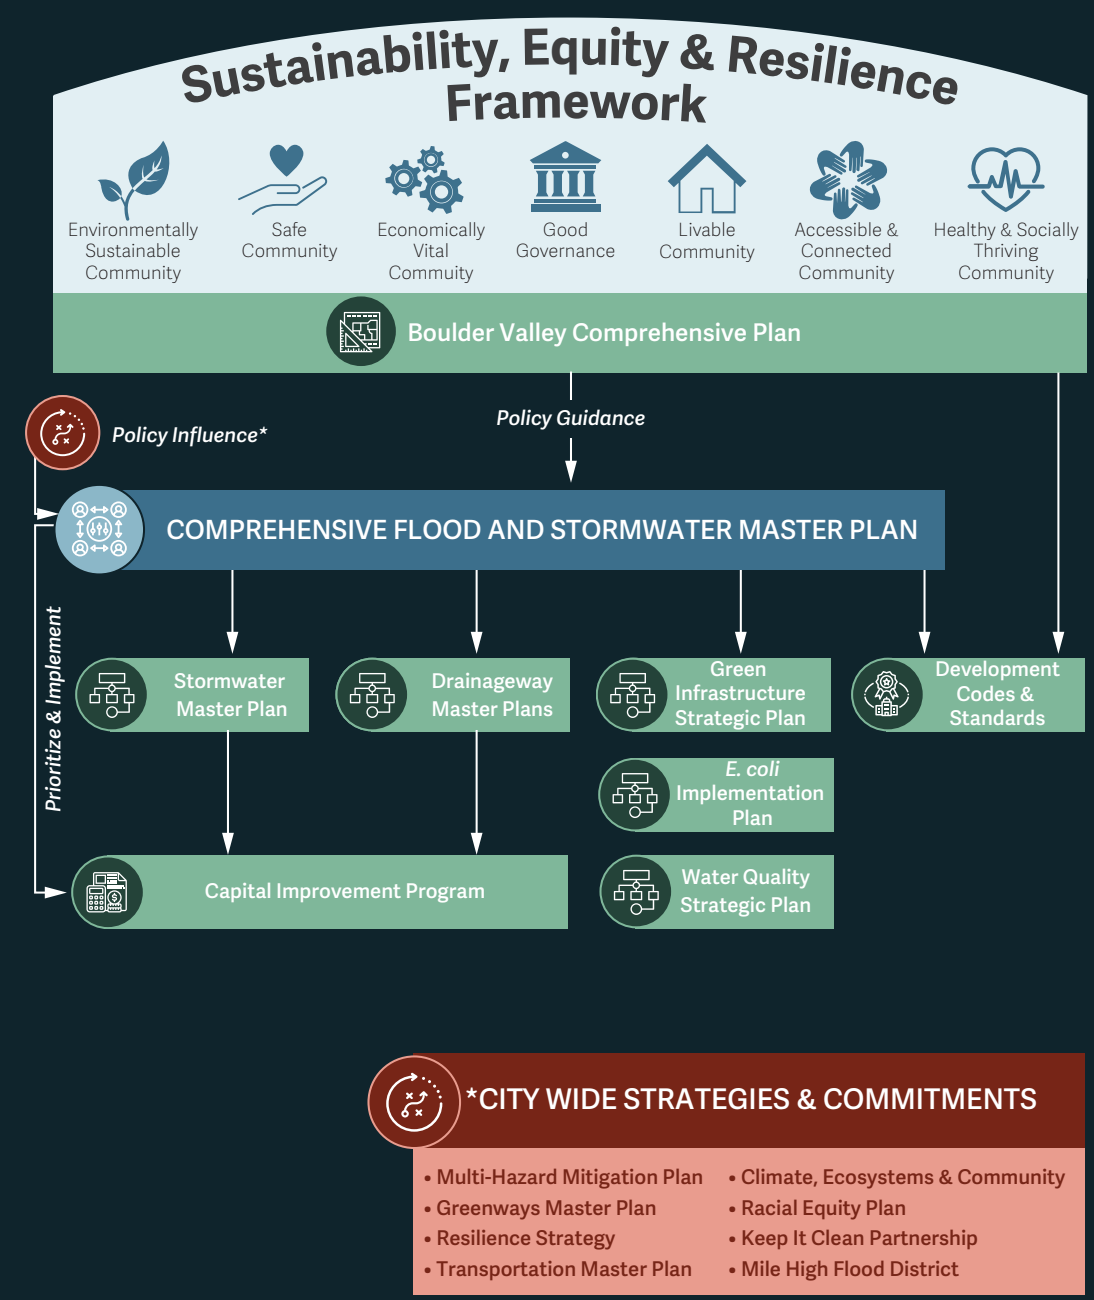 Sustainability, Equity & Resilience
Framework
Environmentally
Sustainable
Community
Safe
Community
Economically
Vital
Commuity
Good
Governance
Livable
Community
Accessible &
Connected
Community
Healthy & Socially
Thriving
Community
Boulder Valley Comprehensive Plan
Policy Influence*
Policy Guidance
COMPREHENSIVE FLOOD AND STORMWATER MASTER PLAN
Prioritize & Implement
Stormwater
Master Plan
Drainageway
Master Plans
Green
Infrastructure
Strategic Plan
Development
Codes &
Standards
E. coli
Implementation
Plan
Capital Improvement Program
Water Quality
Strategic Plan
*CITY WIDE STRATEGIES & COMMITMENTS
• Multi-Hazard Mitigation Plan
• Greenways Master Plan
• Resilience Strategy
• Transportation Master Plan
• Climate, Ecosystems & Community
• Racial Equity Plan
• Keep It Clean Partnership
• Mile High Flood District